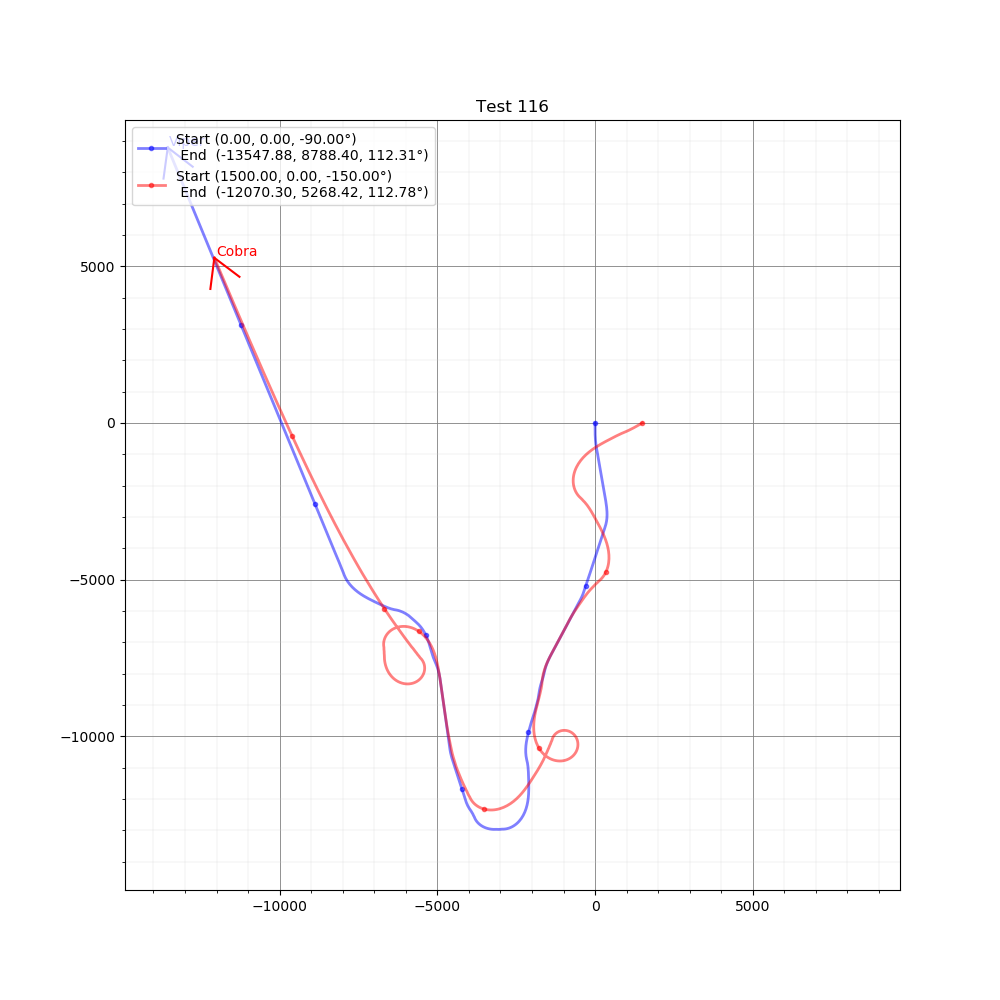 Test 116
Start (0.00, 0.00, -90.00°)
End (-13547.88, 8788.40, 112.31°)
Start (1500.00, 0.00, -150.00°)
End (-12070.30, 5268.42, 112.78°)
Cobra
5000
0
−5000
−10000
−10000
−5000
0
5000